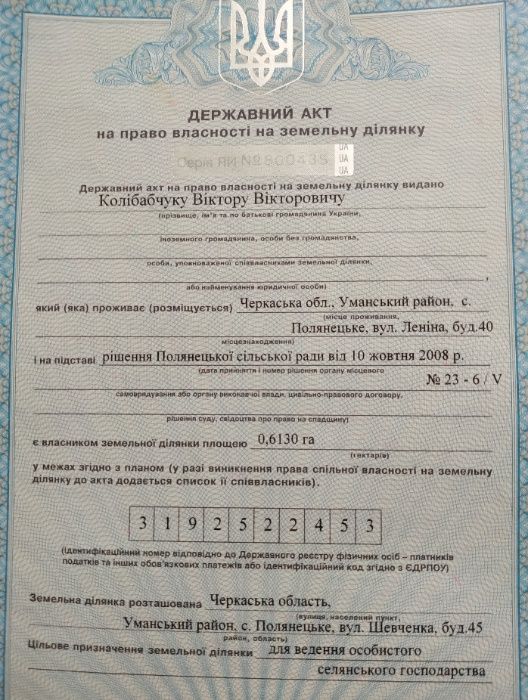 ДЕРЖАВНИЙ АКТ
на право власності на земельну ділянку
Серія ЯИ №
UA
UA
UA
Державний акт на право власності на земельну ділянку видано
Колібабчуку Віктору Вікторовичу
(прізвище, ім'я та по батькові громадянина України,
іноземного громадянина, особи без громадянства,
особи, уповноваженої співвласниками земельної ділянки,
або найменування юридичної особи)
який (яка) проживає (розміщується) Черкаська обл., Уманський район, с.
(місце проживання,
Полянецьке, вул. Леніна, буд.40
місцезнаходження)
і на підставі рішення Полянецької сільської ради від 10 жовтня 2008 р.
(дата прийняття і номер рішення органу місцевого
№ 23 - 6 / V
самоврядування або органу виконавчої влади, цивільно-правового договору,
рішення суду, свідоцтва про право на спадщину)
є власником земельної ділянки площею 0,6130 га
(гектарів)
у межах згідно з планом (у разі виникнення права спільної власності на земельну
ділянку до акта додається список її співвласників).
3 1 9 2 5 2 2 4 5 3
(Ідентифікаційний номер відповідно до Державного реєстру фізичних осіб – платників
податків та інших обов'язкових платежів або ідентифікаційний код згідно з ЄДРПОУ)
Земельна ділянка розташована Черкаська область,
(вулиця, населений пункт,
Уманський район, с. Полянецьке, вул. Шевченка, буд.45
район, область)
Цільове призначення земельної ділянки для ведення особистого
селянського господарства